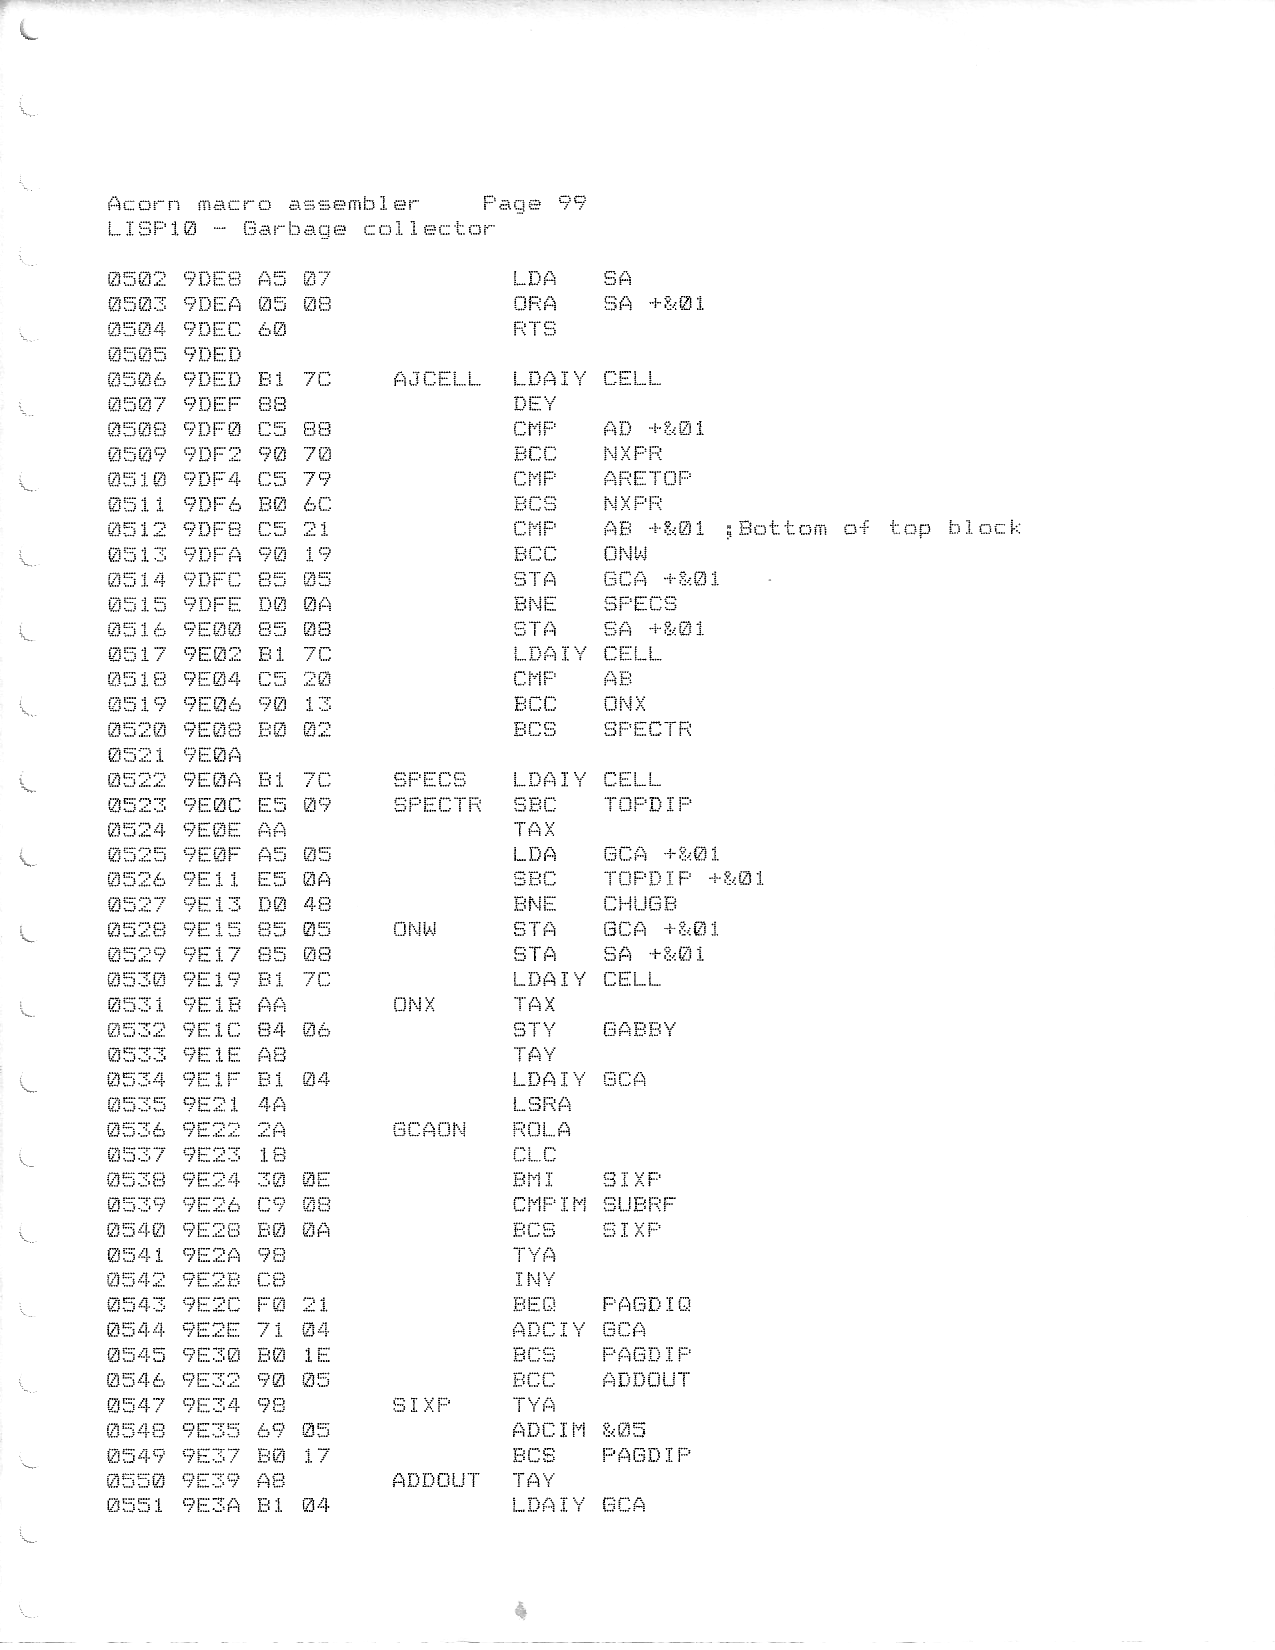 Acorn macro assembler    Page 99
LISP10 - Garbage collector
0502 9DE8 A5 07            LDA   SA
0503 9DEA 05 08            ORA   SA +&01
0504 9DEC 60               RTS
0505 9DED
0506 9DED B1 7C    AJCELL  LDAIY CELL
0507 9DEF 88               DEY
0508 9DF0 C5 88            CMP   AD +&01
0509 9DF2 90 70            BCC   NXPR
0510 9DF4 C5 79            CMP   ARETOP
0511 9DF6 B0 6C            BCS   NXPR
0512 9DF8 C5 21            CMP   AB +&01 ;Bottom of top block
0513 9DFA 90 19            BCC   ONW
0514 9DFC 85 05            STA   GCA +&01
0515 9DFE D0 0A            BNE   SPECS
0516 9E00 85 08            STA   SA +&01
0517 9E02 B1 7C            LDAIY CELL
0518 9E04 C5 20            CMP   AB
0519 9E06 90 13            BCC   ONX
0520 9E08 B0 02            BCS   SPECTR
0521 9E0A
0522 9E0A B1 7C    SPECS   LDAIY CELL
0523 9E0C E5 09    SPECTR  SBC   TOPDIP
0524 9E0E AA               TAX
0525 9E0F A5 05            LDA   GCA +&01
0526 9E11 E5 0A            SBC   TOPDIP +&01
0527 9E13 D0 48            BNE   CHUGB
0528 9E15 85 05    ONW     STA   GCA +&01
0529 9E17 85 08            STA   SA +&01
0530 9E19 B1 7C            LDAIY CELL
0531 9E1B AA       ONX     TAX
0532 9E1C 84 06            STY   GABBY
0533 9E1E A8               TAY
0534 9E1F B1 04            LDAIY GCA
0535 9E21 4A               LSRA
0536 9E22 2A       GCAON   ROLA
0537 9E23 18               CLC
0538 9E24 30 0E            BMI   SIXP
0539 9E26 C9 08            CMPIM SUBRF
0540 9E28 B0 0A            BCS   SIXP
0541 9E2A 98               TYA
0542 9E2B C8               INY
0543 9E2C F0 21            BEQ   PAGDIQ
0544 9E2E 71 04            ADCIY GCA
0545 9E30 B0 1E            BCS   PAGDIP
0546 9E32 90 05            BCC   ADDOUT
0547 9E34 98       SIXP    TYA
0548 9E35 69 05            ADCIM &05
0549 9E37 B0 17            BCS   PAGDIP
0550 9E39 A8       ADDOUT  TAY
0551 9E3A B1 04            LDAIY GCA